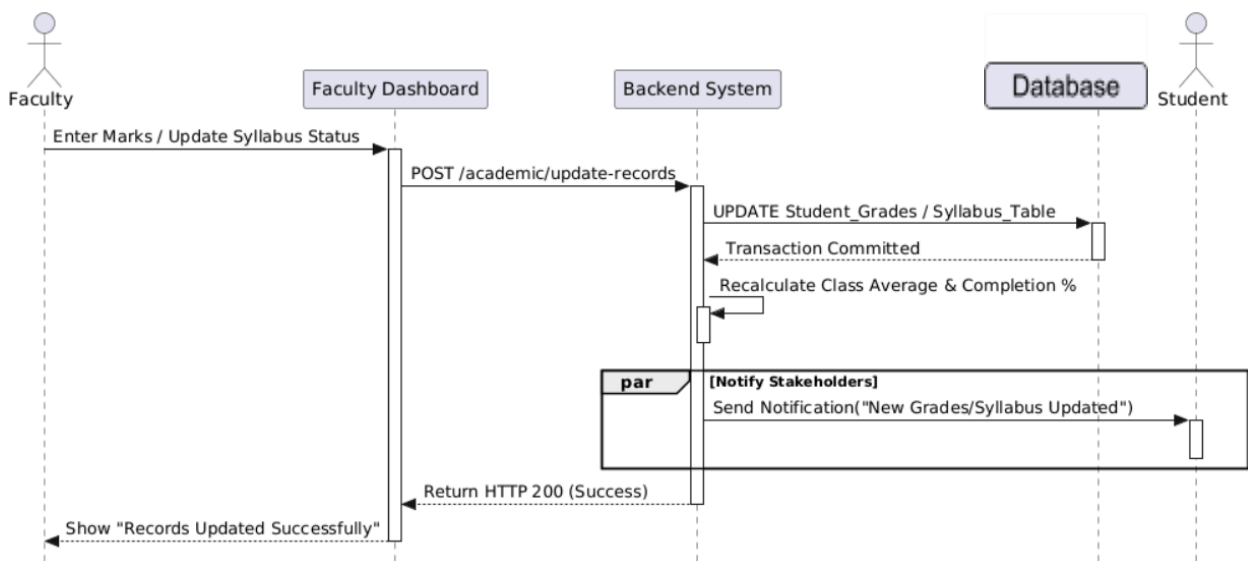 Faculty
Faculty Dashboard
Backend System
Database
Student
Enter Marks / Update Syllabus Status
POST /academic/update-records
UPDATE Student_Grades / Syllabus_Table
Transaction Committed
Recalculate Class Average & Completion %
par
[Notify Stakeholders]
Send Notification("New Grades/Syllabus Updated")
Return HTTP 200 (Success)
Show "Records Updated Successfully"